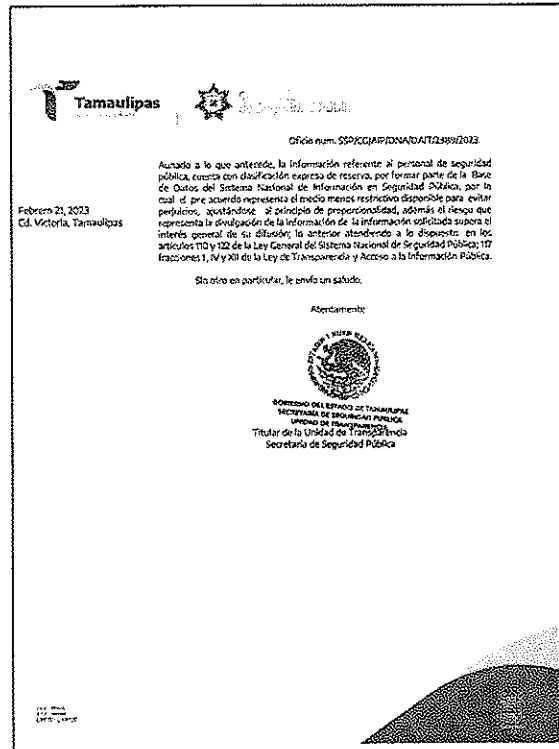 Tamaulipas
Oficio num. SSP/CGJAIP/DNA/DAIT/2389/2023
Febrero 21, 2023
Cd. Victoria, Tamaulipas
Aunado a lo que antecede, la información referente al personal de seguridad
pública, cuenta con clasificación expresa de reserva, por formar parte de la Base
de Datos del Sistema Nacional de Información en Seguridad Pública, por lo
cual el pre acuerdo representa el medio menos restrictivo disponible para evitar
perjuicios, ajustándose al principio de proporcionalidad, además el riesgo que
representa la divulgación de la información de la información solicitada supera el
interés general de su difusión; lo anterior atendiendo a lo dispuesto en los
artículos 110 y 122 de la Ley General del Sistema Nacional de Seguridad Pública; 117
fracciones I, IV y XII de la Ley de Transparencia y Acceso a la Información Pública.
Sin otro en particular, le envío un saludo.
Atentamente
GOBIERNO DEL ESTADO DE TAMAULIPAS
SECRETARÍA DE SEGURIDAD PÚBLICA
UNIDAD DE TRANSPARENCIA
Titular de la Unidad de Transparencia
Secretaría de Seguridad Pública